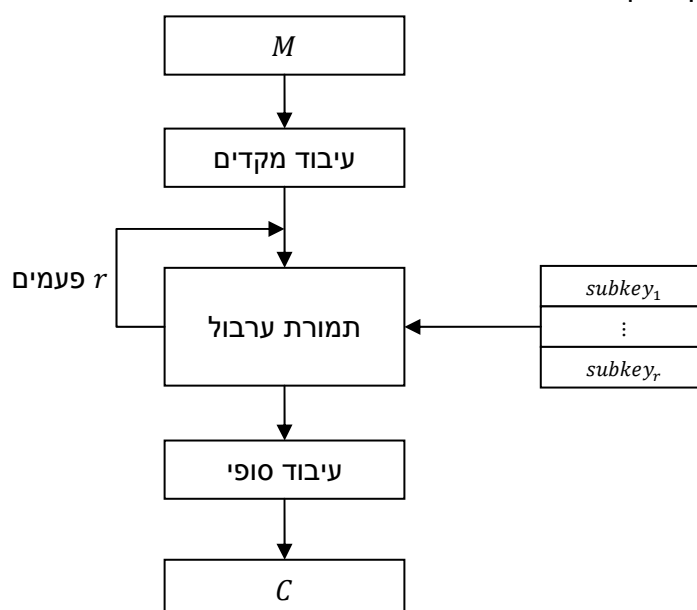 M
עיבוד מקדים
r פעמים
תמורת ערבול
subkey₁
⋮
subkeyᵣ
עיבוד סופי
C